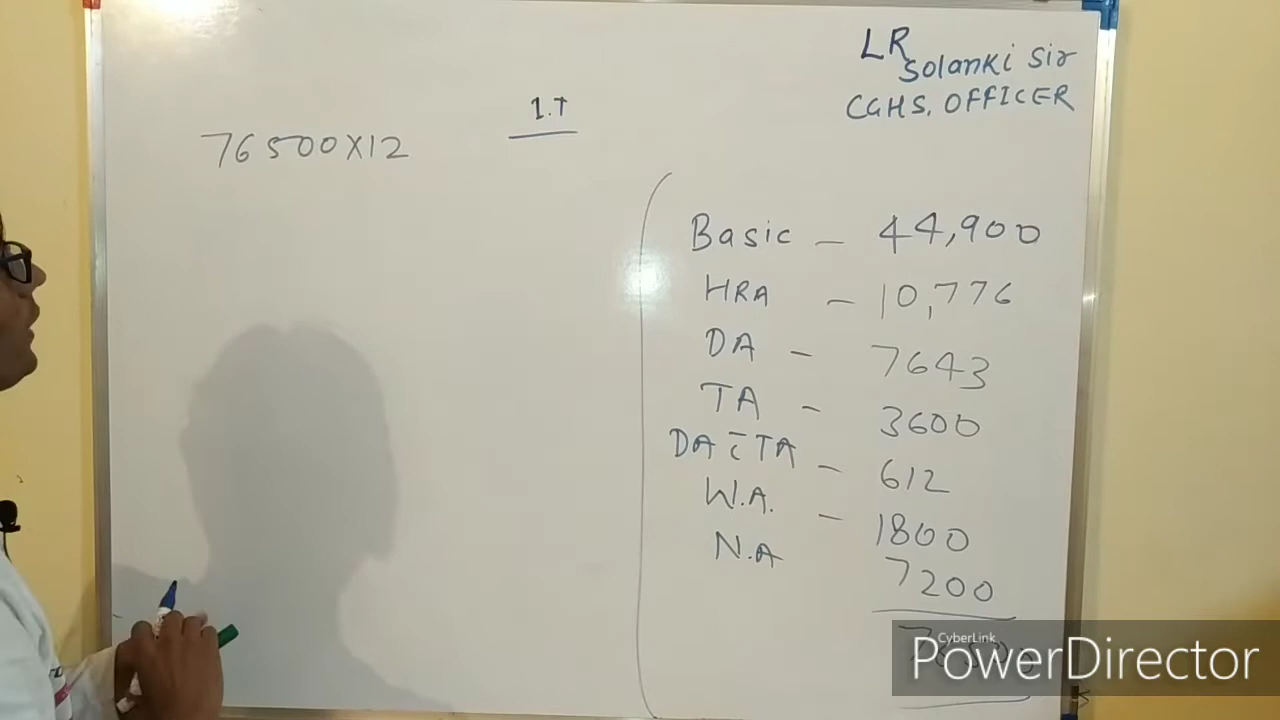 LR
Solanki Sir
CGHS. OFFICER
I.T
76500X12
Basic - 44,900
HRA - 10,776
DA - 7643
TA - 3600
DA c̄ TA - 612
W.A. - 1800
N.A 7200
CyberLink
PowerDirector